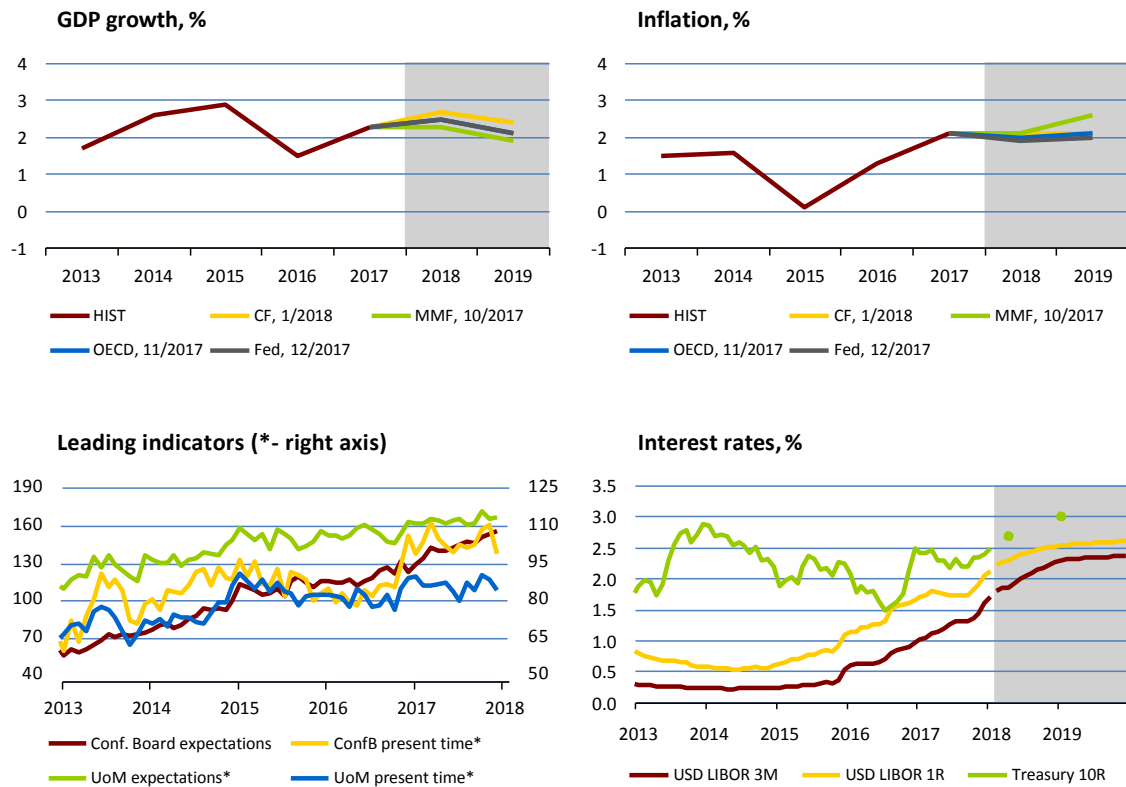 GDP growth, %
4
3
2
1
0
-1
2013 2014 2015 2016 2017 2018 2019
HIST CF, 1/2018 MMF, 10/2017
OECD, 11/2017 Fed, 12/2017
Inflation, %
4
3
2
1
0
-1
2013 2014 2015 2016 2017 2018 2019
HIST CF, 1/2018 MMF, 10/2017
OECD, 11/2017 Fed, 12/2017
Leading indicators (*- right axis)
190 125
160 110
130 95
100 80
70 65
40 50
2013 2014 2015 2016 2017 2018
Conf. Board expectations ConfB present time*
UoM expectations* UoM present time*
Interest rates, %
3.5
3.0
2.5
2.0
1.5
1.0
0.5
0.0
2013 2014 2015 2016 2017 2018 2019
USD LIBOR 3M USD LIBOR 1R Treasury 10R